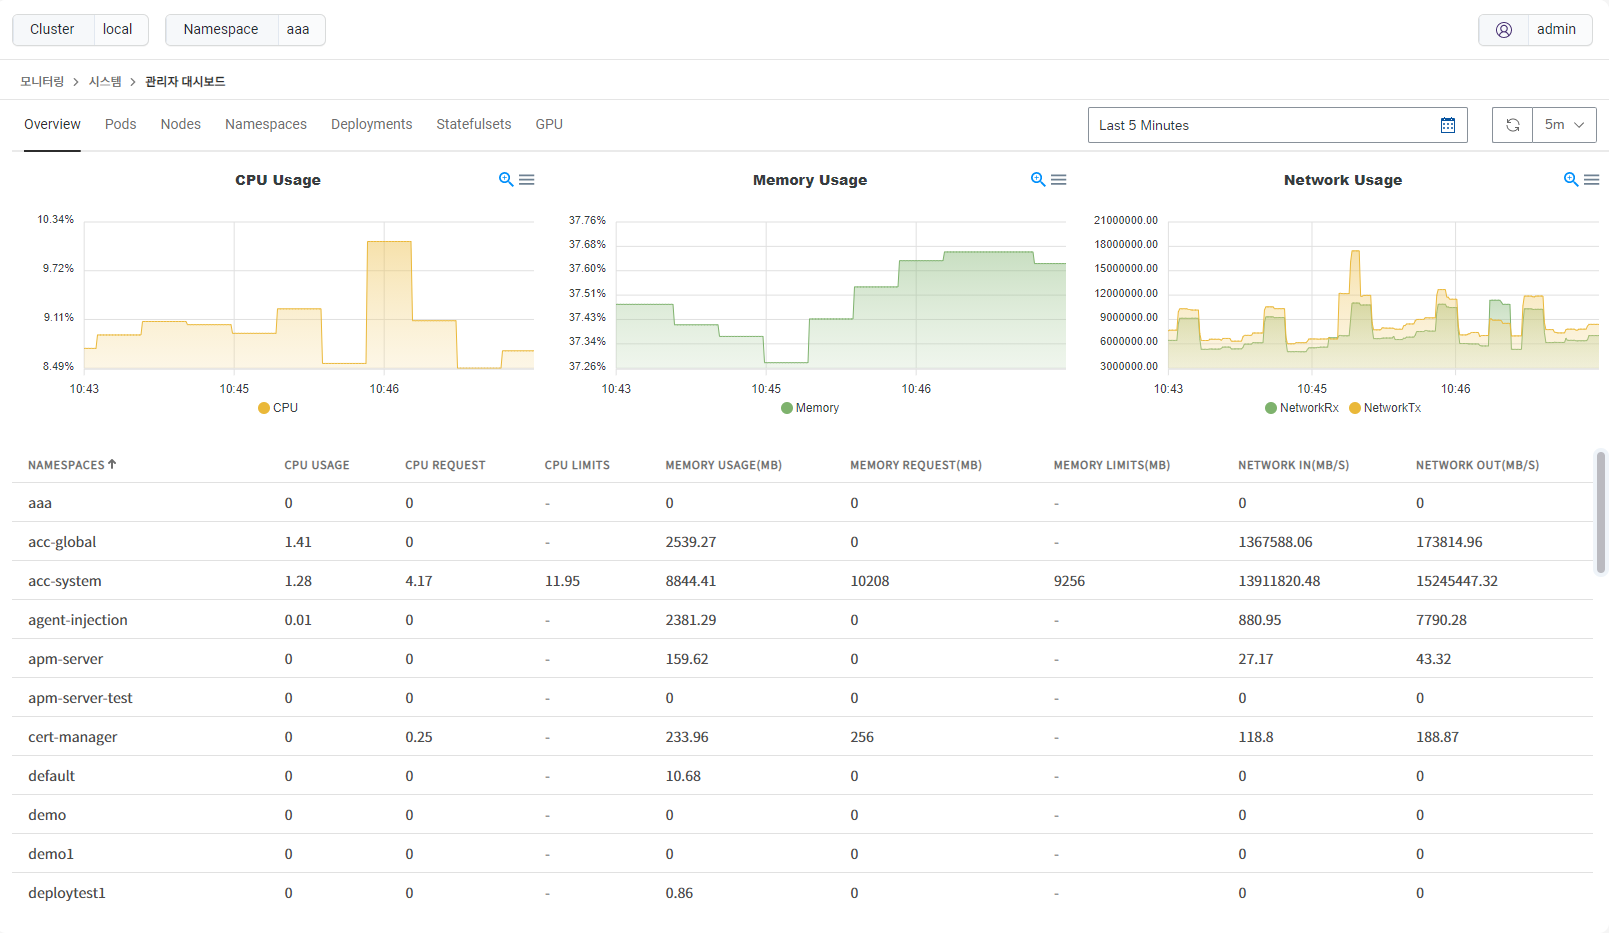 Cluster local Namespace aaa admin
모니터링 > 시스템 > 관리자 대시보드
Overview Pods Nodes Namespaces Deployments Statefulsets GPU Last 5 Minutes 5m
CPU Usage
10.34%
9.72%
9.11%
8.49%
10:43 10:45 10:46
CPU
Memory Usage
37.76%
37.68%
37.60%
37.51%
37.43%
37.34%
37.26%
10:43 10:45 10:46
Memory
Network Usage
21000000.00
18000000.00
15000000.00
12000000.00
9000000.00
6000000.00
3000000.00
10:43 10:45 10:46
NetworkRx NetworkTx
NAMESPACES CPU USAGE CPU REQUEST CPU LIMITS MEMORY USAGE(MB) MEMORY REQUEST(MB) MEMORY LIMITS(MB) NETWORK IN(MB/S) NETWORK OUT(MB/S)
aaa 0 0 - 0 0 - 0 0
acc-global 1.41 0 - 2539.27 0 - 1367588.06 173814.96
acc-system 1.28 4.17 11.95 8844.41 10208 9256 13911820.48 15245447.32
agent-injection 0.01 0 - 2381.29 0 - 880.95 7790.28
apm-server 0 0 - 159.62 0 - 27.17 43.32
apm-server-test 0 0 - 0 0 - 0 0
cert-manager 0 0.25 - 233.96 256 - 118.8 188.87
default 0 0 - 10.68 0 - 0 0
demo 0 0 - 0 0 - 0 0
demo1 0 0 - 0 0 - 0 0
deploytest1 0 0 - 0.86 0 - 0 0